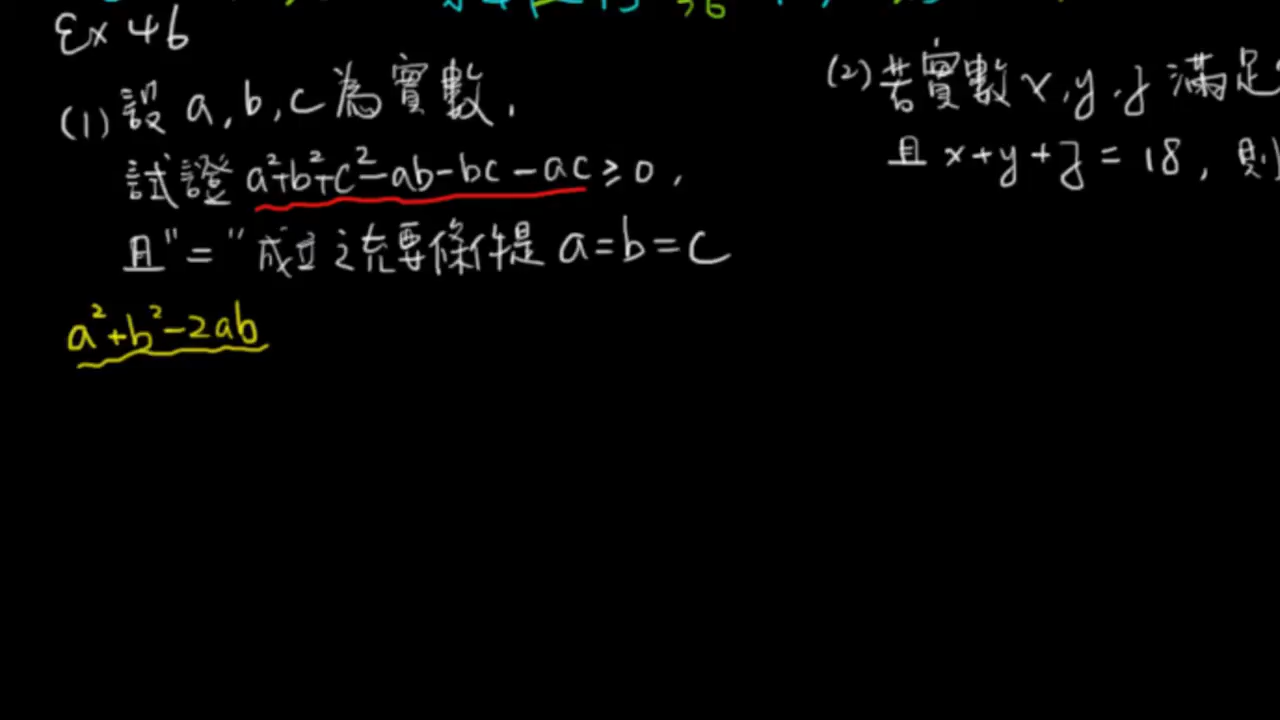 Ex 46
(1) 設 a, b, c 為實數,
試證 a²+b²+c²-ab-bc-ac ≥ 0,
且"="成立之充要條件是 a=b=c
a²+b²-2ab
(2) 若實數 x, y, z 滿足
且 x+y+z = 18, 則